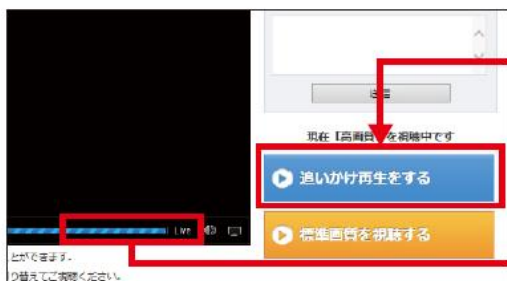 送信
現在【高画質】を視聴中です
追いかけ再生をする
Live
標準画質を視聴する
とができます。
り替えてご視聴ください。